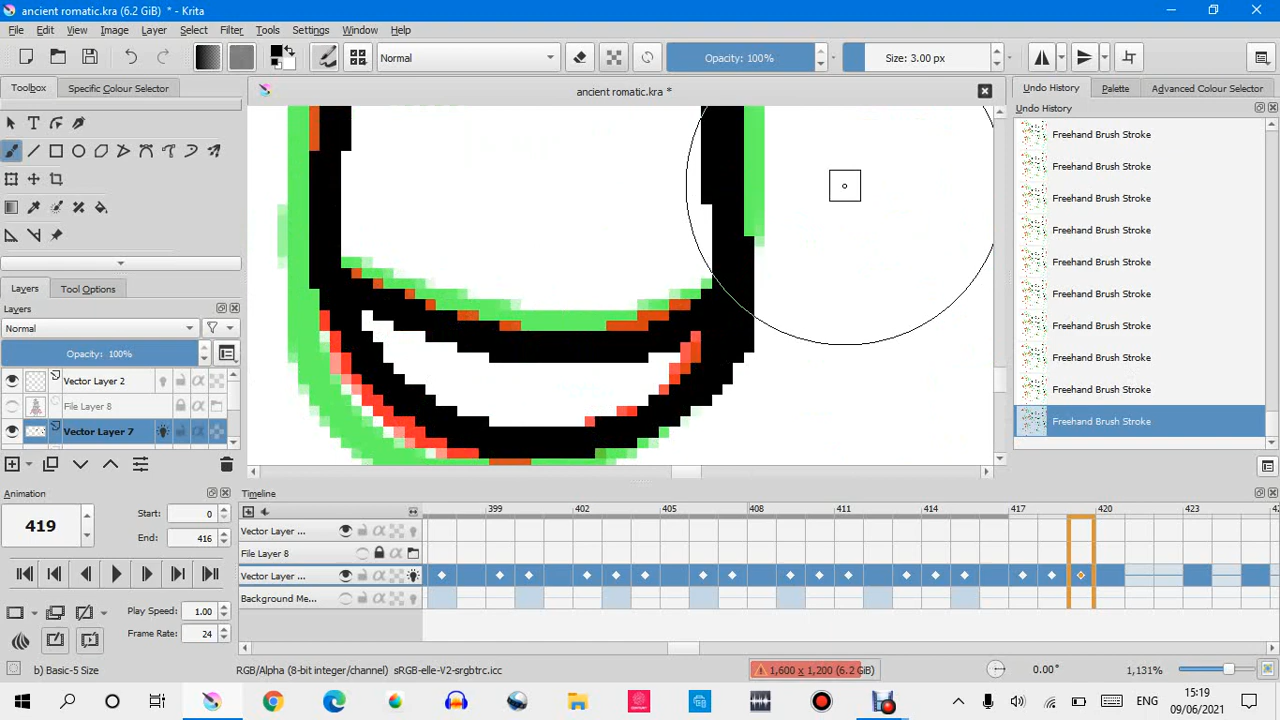 ancient romatic.kra (6.2 GiB) * - Krita
File Edit View Image Layer Select Filter Tools Settings Window Help
Normal Opacity: 100% Size: 3.00 px
Toolbox Specific Colour Selector
ancient romatic.kra *
Undo History Palette Advanced Colour Selector
Undo History
Freehand Brush Stroke
Freehand Brush Stroke
Freehand Brush Stroke
Freehand Brush Stroke
Freehand Brush Stroke
Freehand Brush Stroke
Freehand Brush Stroke
Freehand Brush Stroke
Freehand Brush Stroke
Freehand Brush Stroke
Layers Tool Options
Layers
Normal
Opacity: 100%
Vector Layer 2
File Layer 8
Vector Layer 7
Animation
419
Start: 0
End: 416
Play Speed: 1.00
Frame Rate: 24
Timeline
399 402 405 408 411 414 417 420 423 42
Vector Layer ...
File Layer 8
Vector Layer ...
Background Me...
b) Basic-5 Size
RGB/Alpha (8-bit integer/channel) sRGB-elle-V2-srgbtrc.icc
1,600 x 1,200 (6.2 GiB)
0.00°
1,131%
ENG
15:19
09/06/2021